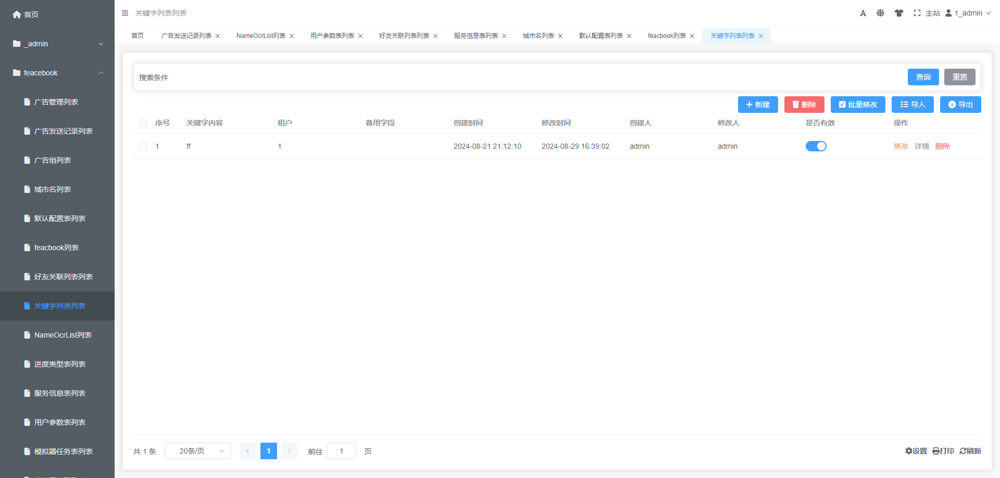 首页
_admin
feacebook
广告管理列表
广告发送记录列表
广告组列表
城市名列表
默认配置表列表
feacbook列表
好友关联列表列表
关键字列表列表
NameOcrList列表
进度类型表列表
服务信息表列表
用户参数表列表
模拟器任务表列表
关键字列表列表
主站 1_admin
首页 广告发送记录列表 NameOcrList列表 用户参数表列表 好友关联列表列表 服务信息表列表 城市名列表 默认配置表列表 feacbook列表 关键字列表列表
搜索条件 查询 重置
新建 删除 批量修改 导入 导出
序号 关键字内容 租户 备用字段 创建时间 修改时间 创建人 修改人 是否有效 操作
1 ff 1 2024-08-21 21:12:10 2024-08-29 16:39:02 admin admin 修改 详情 删除
共 1 条 20条/页 1 前往 1 页 设置 打印 刷新